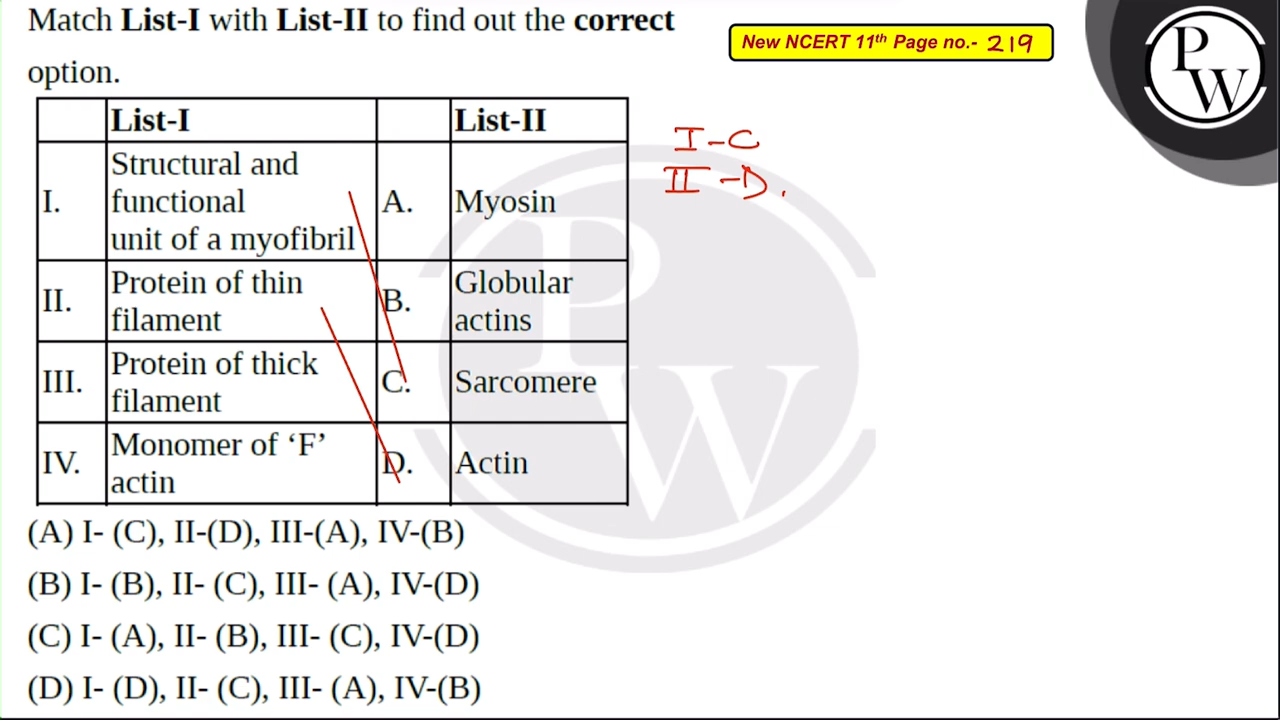 Match List-I with List-II to find out the correct
option.
New NCERT 11th Page no.- 219
PW
List-I List-II
I. Structural and functional unit of a myofibril A. Myosin
II. Protein of thin filament B. Globular actins
III. Protein of thick filament C. Sarcomere
IV. Monomer of ‘F’ actin D. Actin
I-C
II-D.
(A) I- (C), II-(D), III-(A), IV-(B)
(B) I- (B), II- (C), III- (A), IV-(D)
(C) I- (A), II- (B), III- (C), IV-(D)
(D) I- (D), II- (C), III- (A), IV-(B)
PW